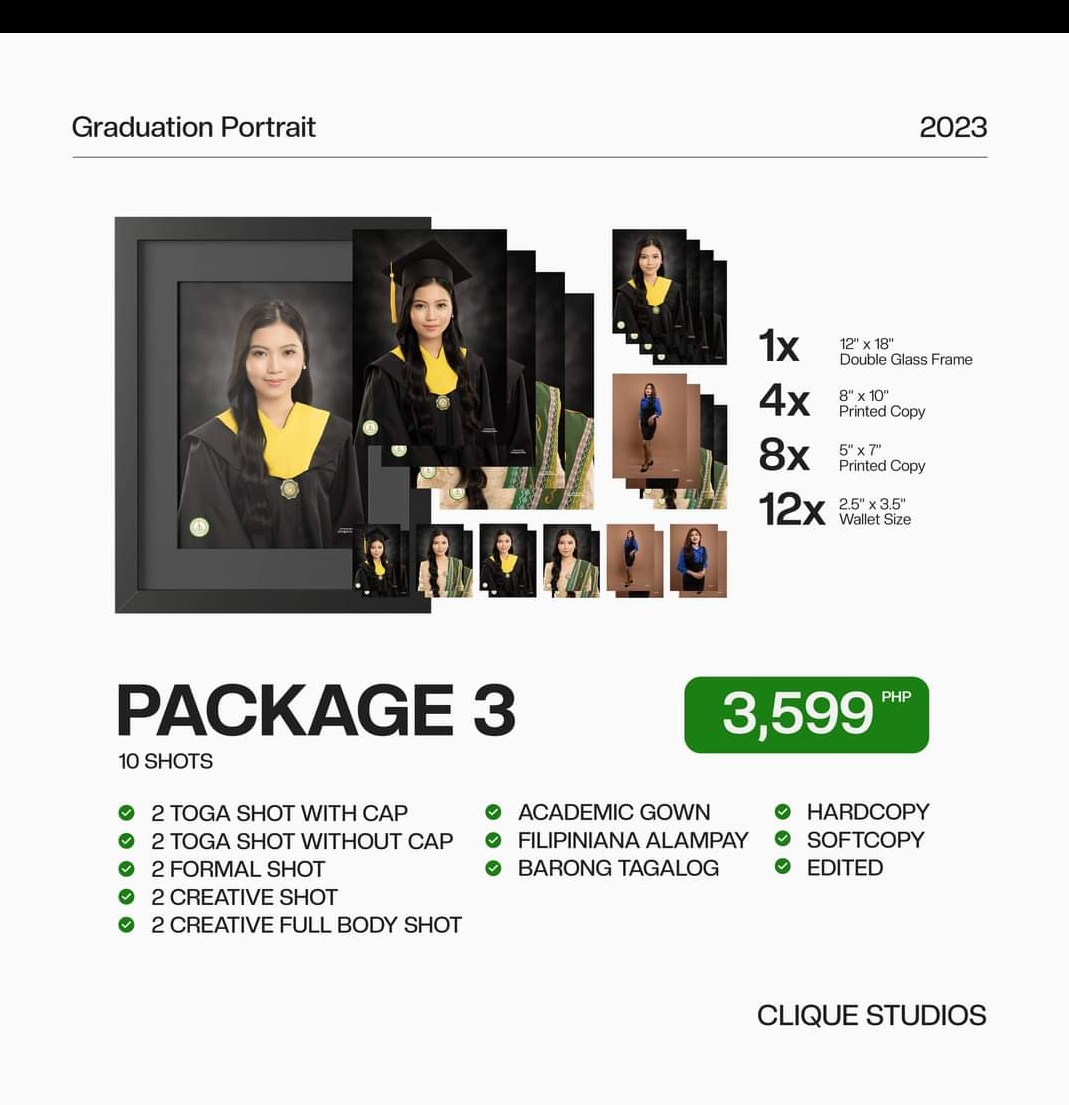 Graduation Portrait
2023
1x
12" x 18"
Double Glass Frame
4x
8" x 10"
Printed Copy
8x
5" x 7"
Printed Copy
12x
2.5" x 3.5"
Wallet Size
PACKAGE 3
10 SHOTS
3,599 PHP
2 TOGA SHOT WITH CAP
2 TOGA SHOT WITHOUT CAP
2 FORMAL SHOT
2 CREATIVE SHOT
2 CREATIVE FULL BODY SHOT
ACADEMIC GOWN
FILIPINIANA ALAMPAY
BARONG TAGALOG
HARDCOPY
SOFTCOPY
EDITED
CLIQUE STUDIOS